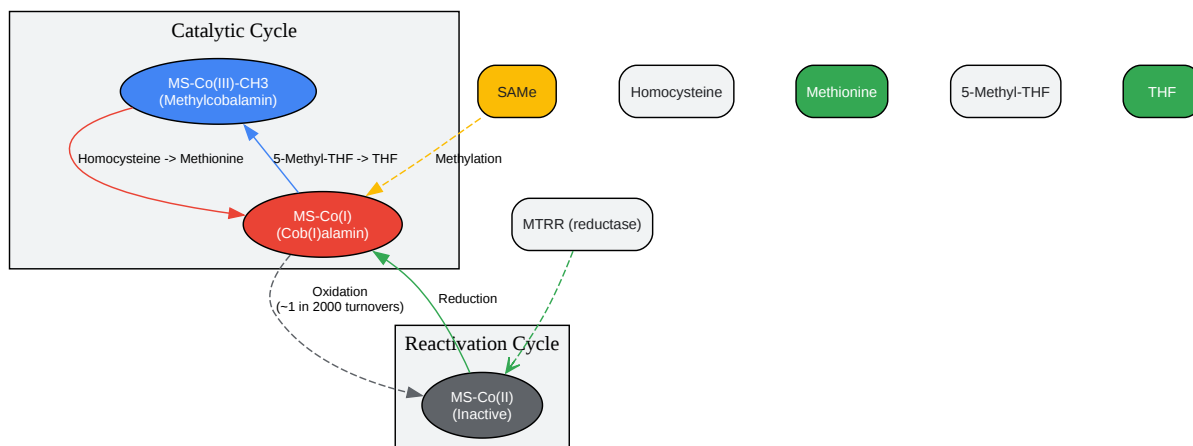 Catalytic Cycle
MS-Co(III)-CH3
(Methylcobalamin)
SAMe
Homocysteine
Methionine
5-Methyl-THF
THF
Homocysteine -> Methionine
5-Methyl-THF -> THF
Methylation
MS-Co(I)
(Cob(I)alamin)
MTRR (reductase)
Oxidation
(~1 in 2000 turnovers)
Reduction
Reactivation Cycle
MS-Co(II)
(Inactive)